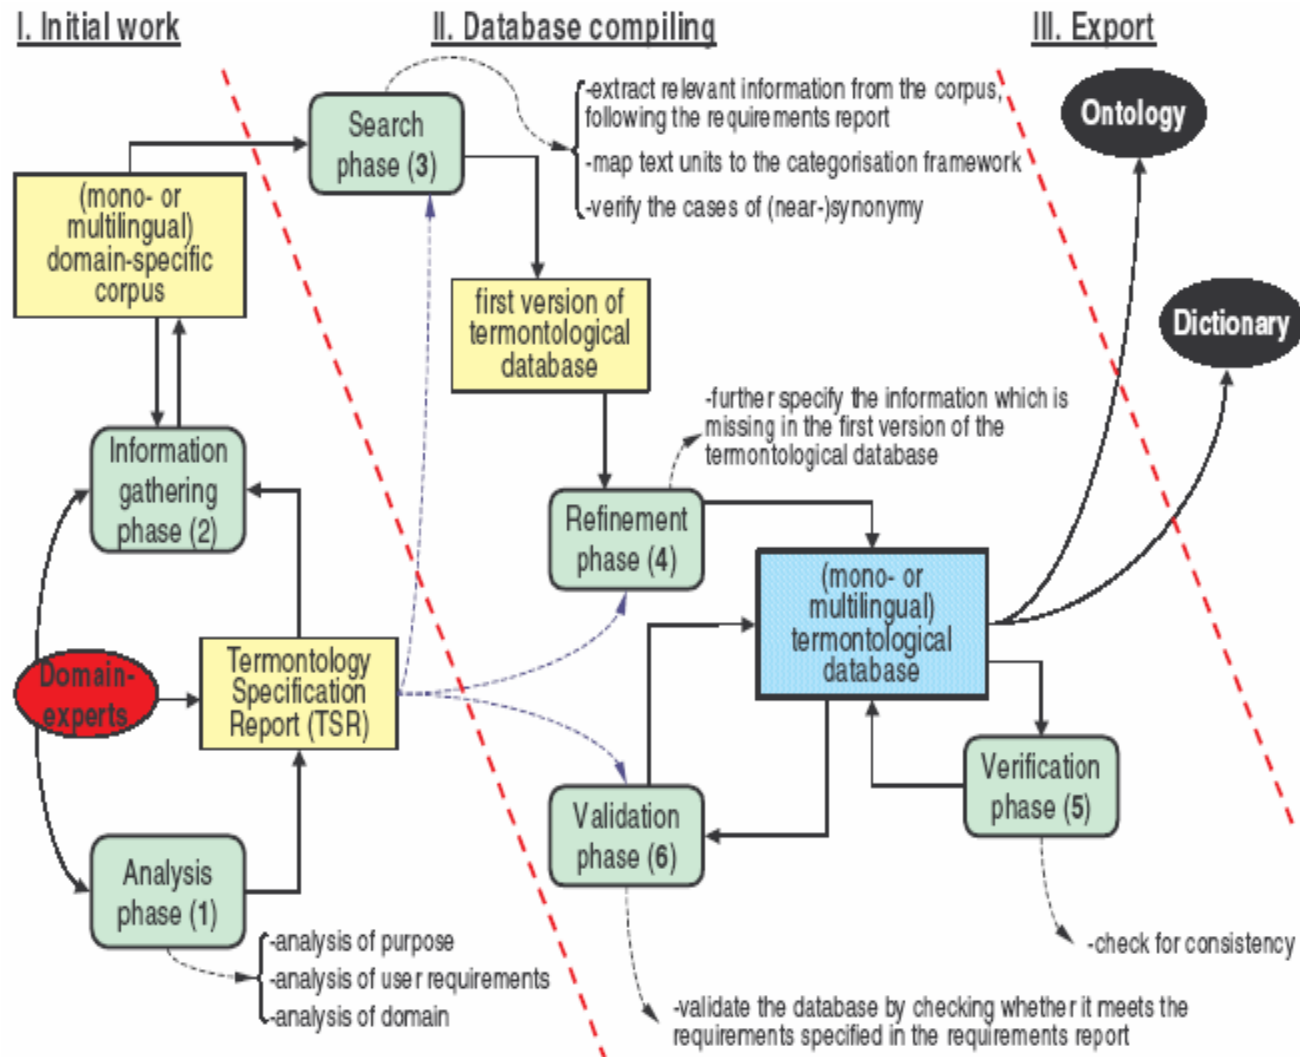 I. Initial work
II. Database compiling
III. Export
Search
phase (3)
-extract relevant information from the corpus,
following the requirements report
-map text units to the categorisation framework
-verify the cases of (near-)synonymy
Ontology
(mono- or
multilingual)
domain-specific
corpus
first version of
termontological
database
Dictionary
-further specify the information which is
missing in the first version of the
termontological database
Information
gathering
phase (2)
Refinement
phase (4)
(mono- or
multilingual)
termontological
database
Domain-
experts
Termontology
Specification
Report (TSR)
Verification
phase (5)
Validation
phase (6)
Analysis
phase (1)
-analysis of purpose
-analysis of user requirements
-analysis of domain
-check for consistency
-validate the database by checking whether it meets the
requirements specified in the requirements report